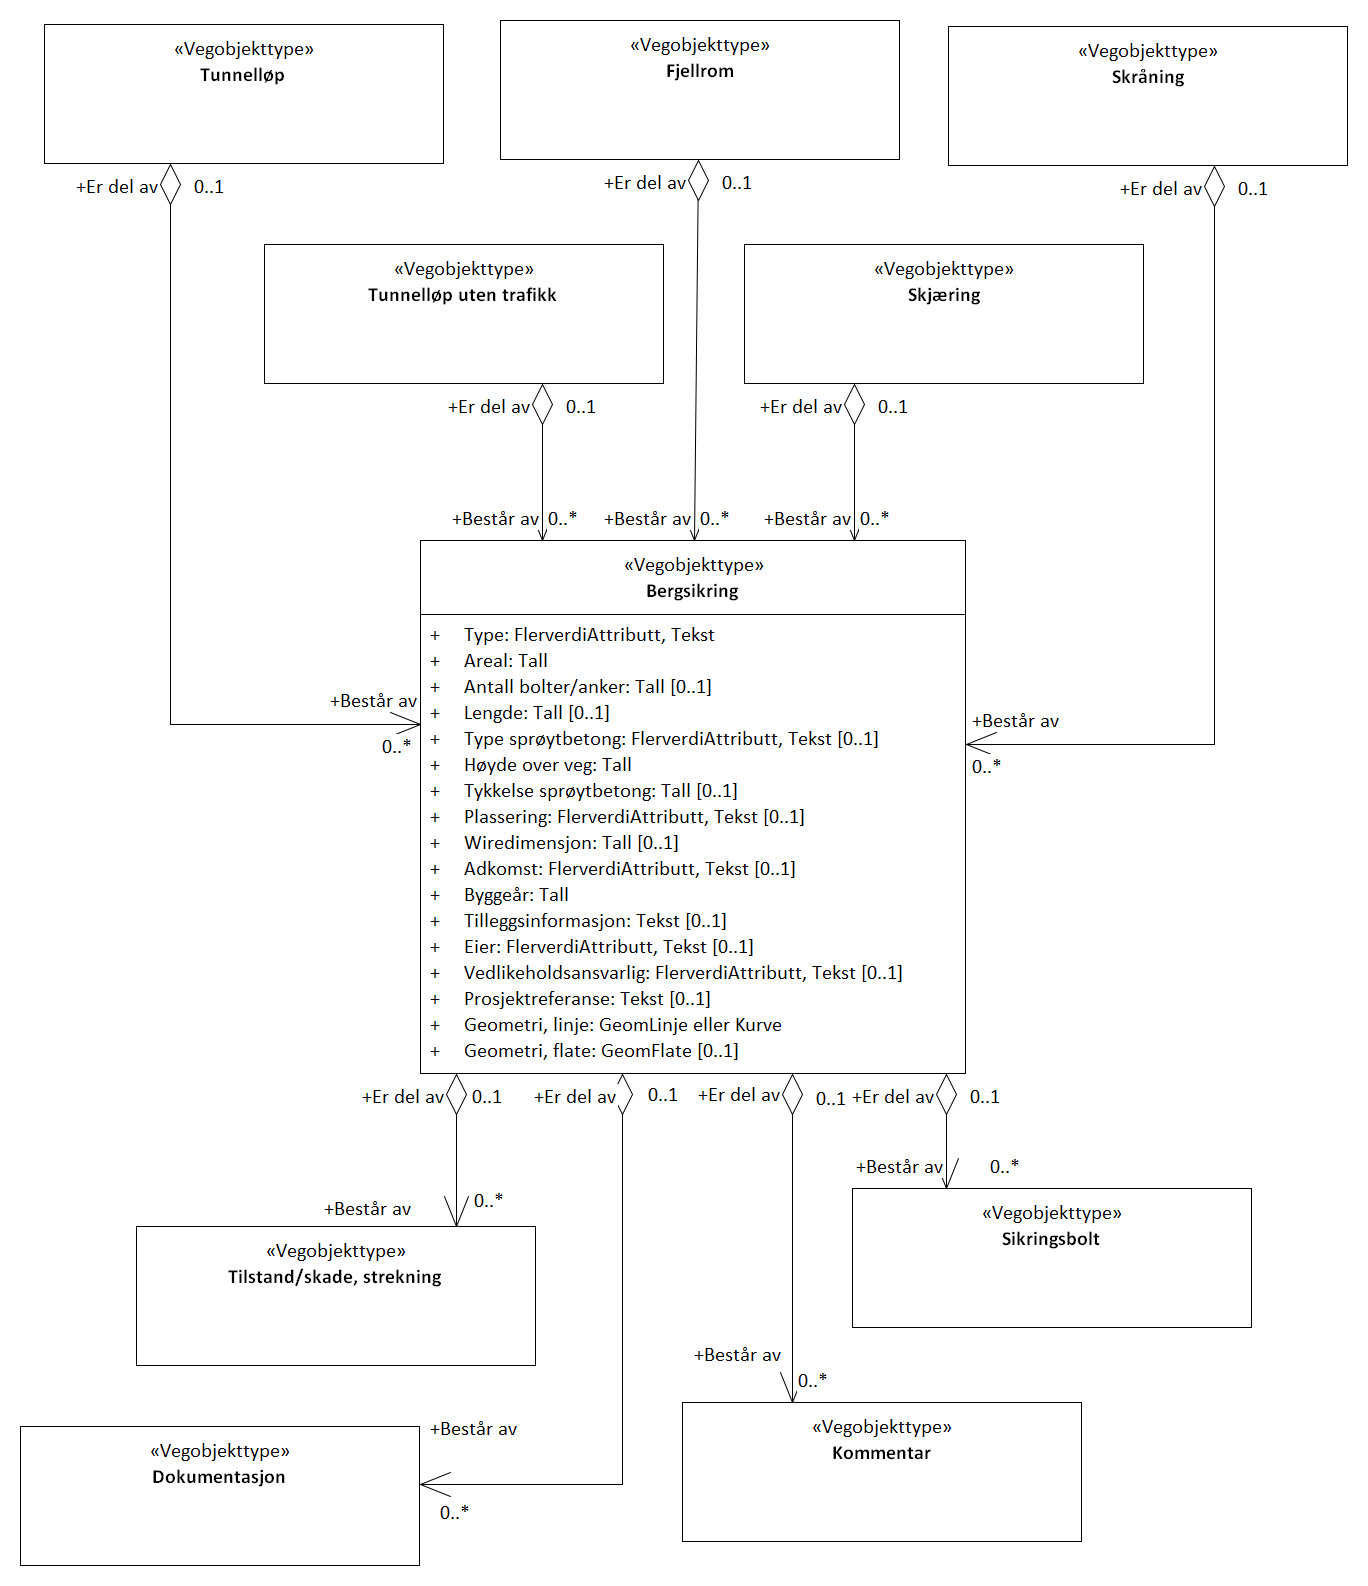 «Vegobjekttype»
Tunnelløp
«Vegobjekttype»
Fjellrom
«Vegobjekttype»
Skråning
+Er del av
0..1
+Er del av
0..1
+Er del av
0..1
«Vegobjekttype»
Tunnelløp uten trafikk
«Vegobjekttype»
Skjæring
+Er del av
0..1
+Er del av
0..1
+Består av
0..*
+Består av
0..*
+Består av
0..*
«Vegobjekttype»
Bergsikring
+ Type: FlerverdiAttributt, Tekst
+ Areal: Tall
+ Antall bolter/anker: Tall [0..1]
+ Lengde: Tall [0..1]
+ Type sprøytbetong: FlerverdiAttributt, Tekst [0..1]
+ Høyde over veg: Tall
+ Tykkelse sprøytbetong: Tall [0..1]
+ Plassering: FlerverdiAttributt, Tekst [0..1]
+ Wiredimensjon: Tall [0..1]
+ Adkomst: FlerverdiAttributt, Tekst [0..1]
+ Byggeår: Tall
+ Tilleggsinformasjon: Tekst [0..1]
+ Eier: FlerverdiAttributt, Tekst [0..1]
+ Vedlikeholdsansvarlig: FlerverdiAttributt, Tekst [0..1]
+ Prosjektreferanse: Tekst [0..1]
+ Geometri, linje: GeomLinje eller Kurve
+ Geometri, flate: GeomFlate [0..1]
+Består av
0..*
+Består av
0..*
+Er del av
0..1
+Er del av
0..1
+Er del av
0..1
+Er del av
0..1
+Består av
0..*
«Vegobjekttype»
Sikringsbolt
+Består av
0..*
«Vegobjekttype»
Tilstand/skade, strekning
+Består av
0..*
«Vegobjekttype»
Kommentar
+Består av
0..*
«Vegobjekttype»
Dokumentasjon